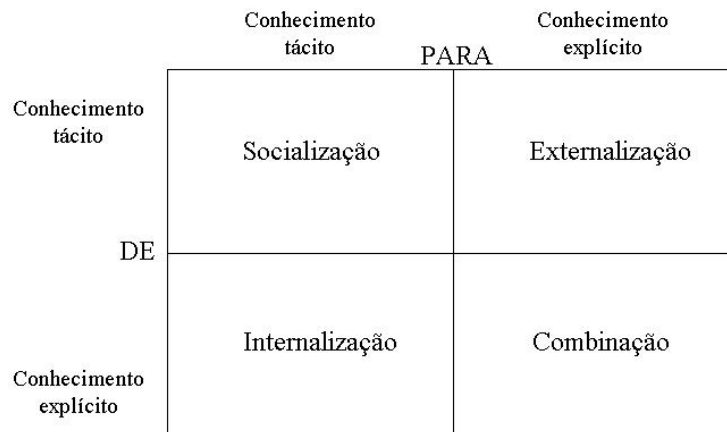 Conhecimento
tácito
Conhecimento
explícito
PARA
Conhecimento
tácito
Socialização
Externalização
DE
Internalização
Combinação
Conhecimento
explícito